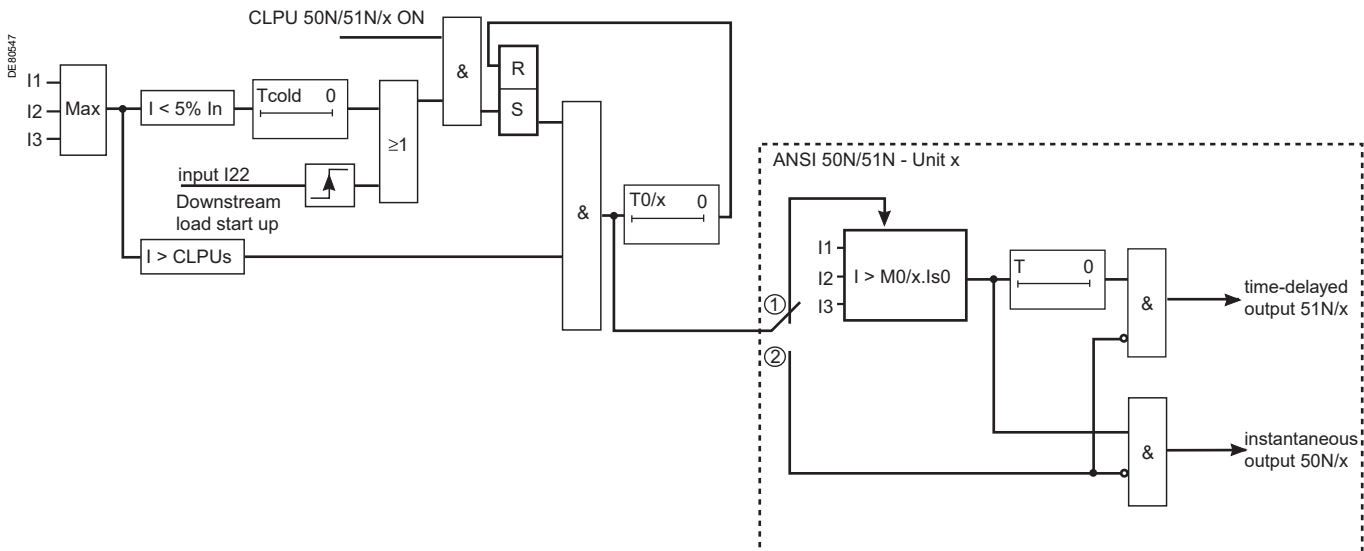 CLPU 50N/51N/x ON
DE80547
I1
I2
I3
Max
I < 5% In
Tcold 0
≥1
&
R
S
input I22
Downstream
load start up
I > CLPUs
&
T0/x 0
ANSI 50N/51N - Unit x
I1
I2
I3
I > M0/x.Is0
T 0
&
time-delayed
output 51N/x
①
②
&
instantaneous
output 50N/x